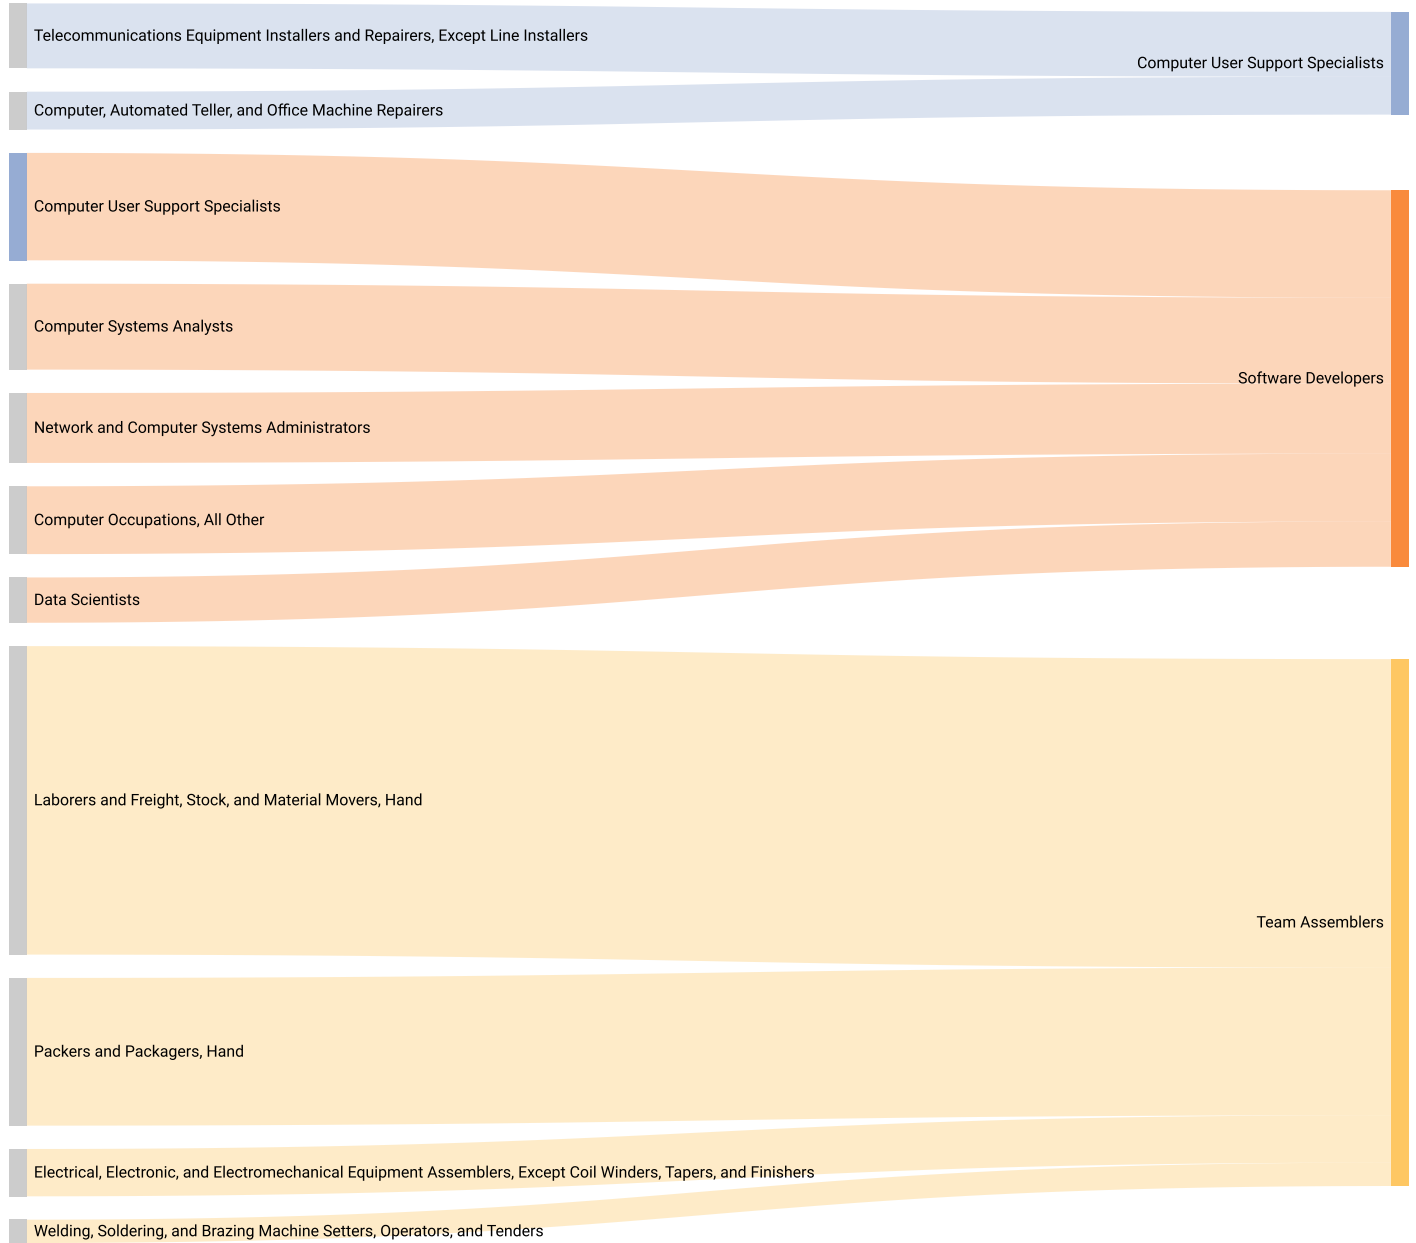 Telecommunications Equipment Installers and Repairers, Except Line Installers
Computer User Support Specialists
Computer, Automated Teller, and Office Machine Repairers
Computer User Support Specialists
Computer Systems Analysts
Software Developers
Network and Computer Systems Administrators
Computer Occupations, All Other
Data Scientists
Laborers and Freight, Stock, and Material Movers, Hand
Team Assemblers
Packers and Packagers, Hand
Electrical, Electronic, and Electromechanical Equipment Assemblers, Except Coil Winders, Tapers, and Finishers
Welding, Soldering, and Brazing Machine Setters, Operators, and Tenders